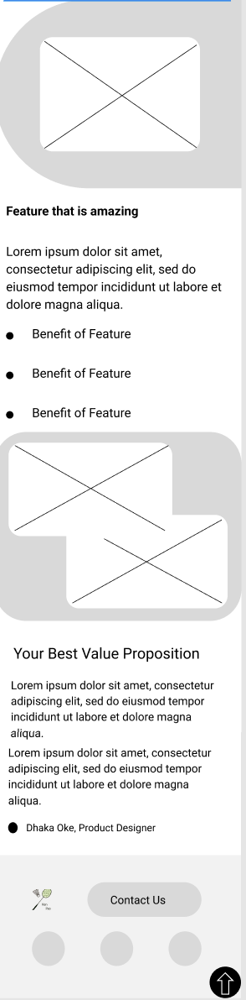 Feature that is amazing
Lorem ipsum dolor sit amet,
consectetur adipiscing elit, sed do
eiusmod tempor incididunt ut labore et
dolore magna aliqua.
Benefit of Feature
Benefit of Feature
Benefit of Feature
Your Best Value Proposition
Lorem ipsum dolor sit amet, consectetur
adipiscing elit, sed do eiusmod tempor
incididunt ut labore et dolore magna
aliqua.
Lorem ipsum dolor sit amet, consectetur
adipiscing elit, sed do eiusmod tempor
incididunt ut labore et dolore magna
aliqua.
Dhaka Oke, Product Designer
Contact Us